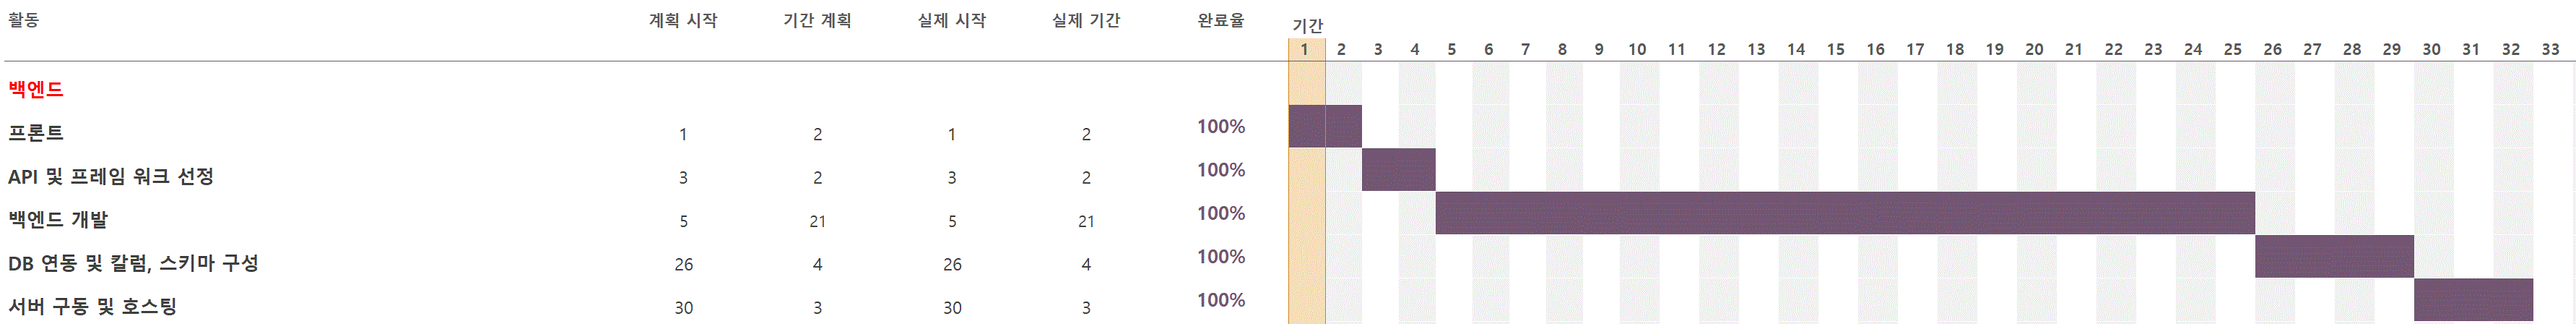 활동 계획 시작 기간 계획 실제 시작 실제 기간 완료율 기간
1 2 3 4 5 6 7 8 9 10 11 12 13 14 15 16 17 18 19 20 21 22 23 24 25 26 27 28 29 30 31 32 33
백엔드
프론트 1 2 1 2 100%
API 및 프레임 워크 선정 3 2 3 2 100%
백엔드 개발 5 21 5 21 100%
DB 연동 및 칼럼, 스키마 구성 26 4 26 4 100%
서버 구동 및 호스팅 30 3 30 3 100%